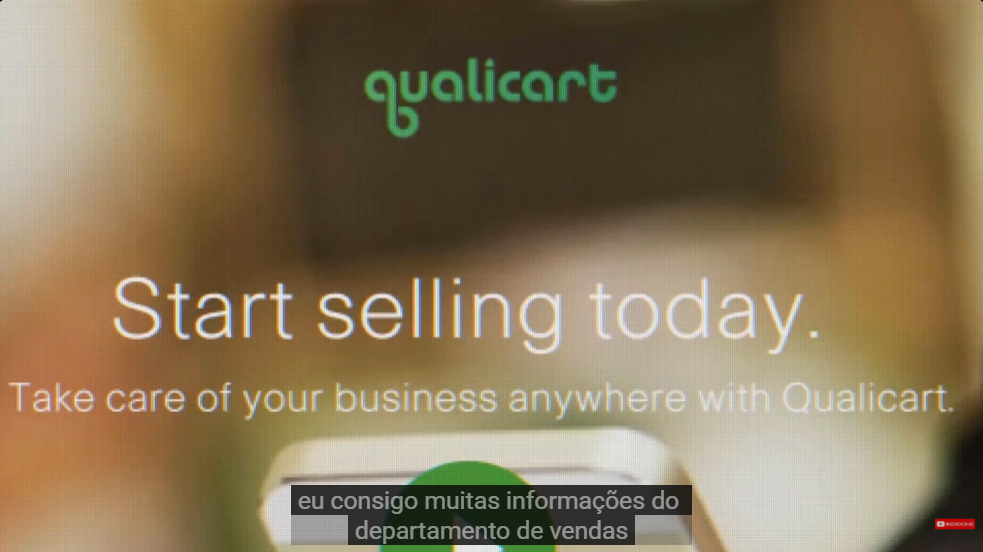 qualicart
Start selling today.
Take care of your business anywhere with Qualicart.
eu consigo muitas informações do
departamento de vendas